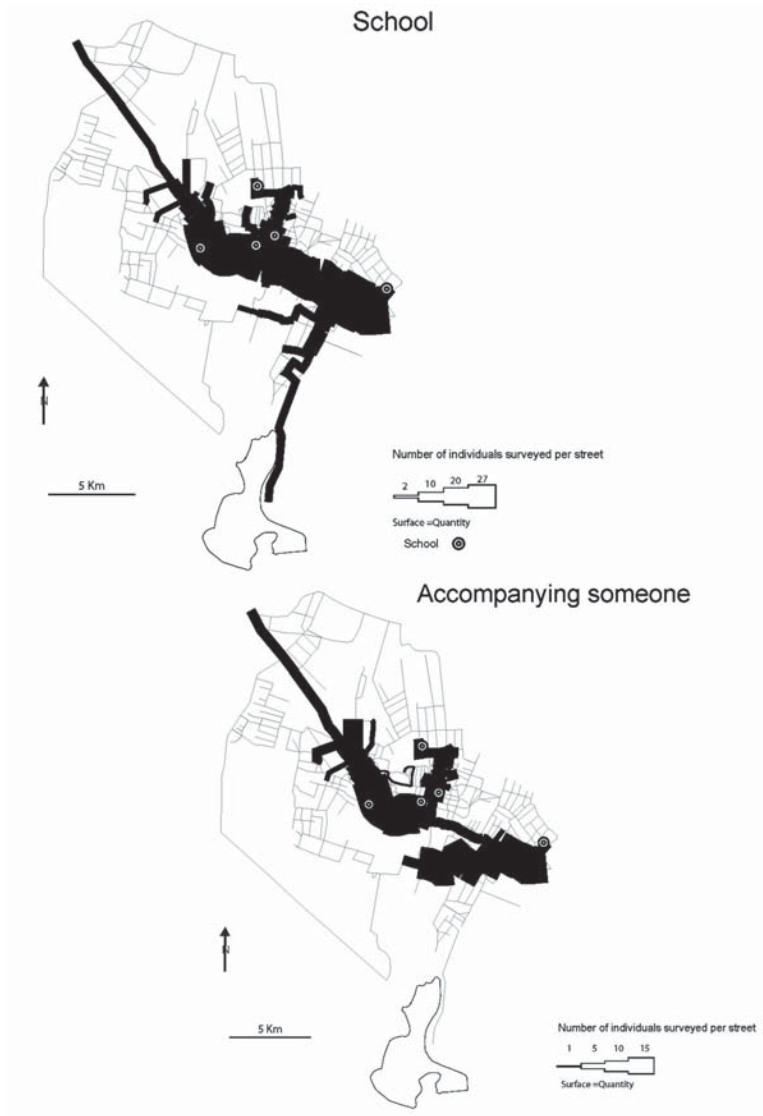 School
N
5 Km
Number of individuals surveyed per street
2 10 20 27
Surface =Quantity
School
Accompanying someone
N
5 Km
Number of individuals surveyed per street
1 5 10 15
Surface =Quantity